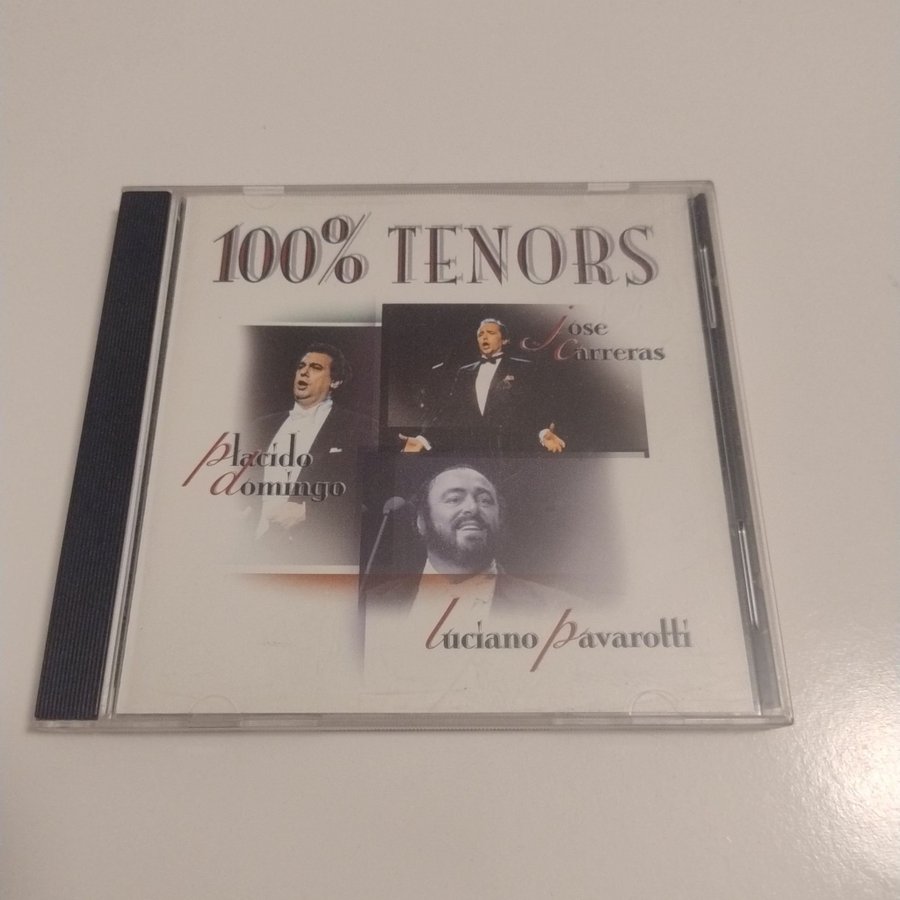 100% TENORS
jose
carreras
placido
domingo
luciano pavarotti